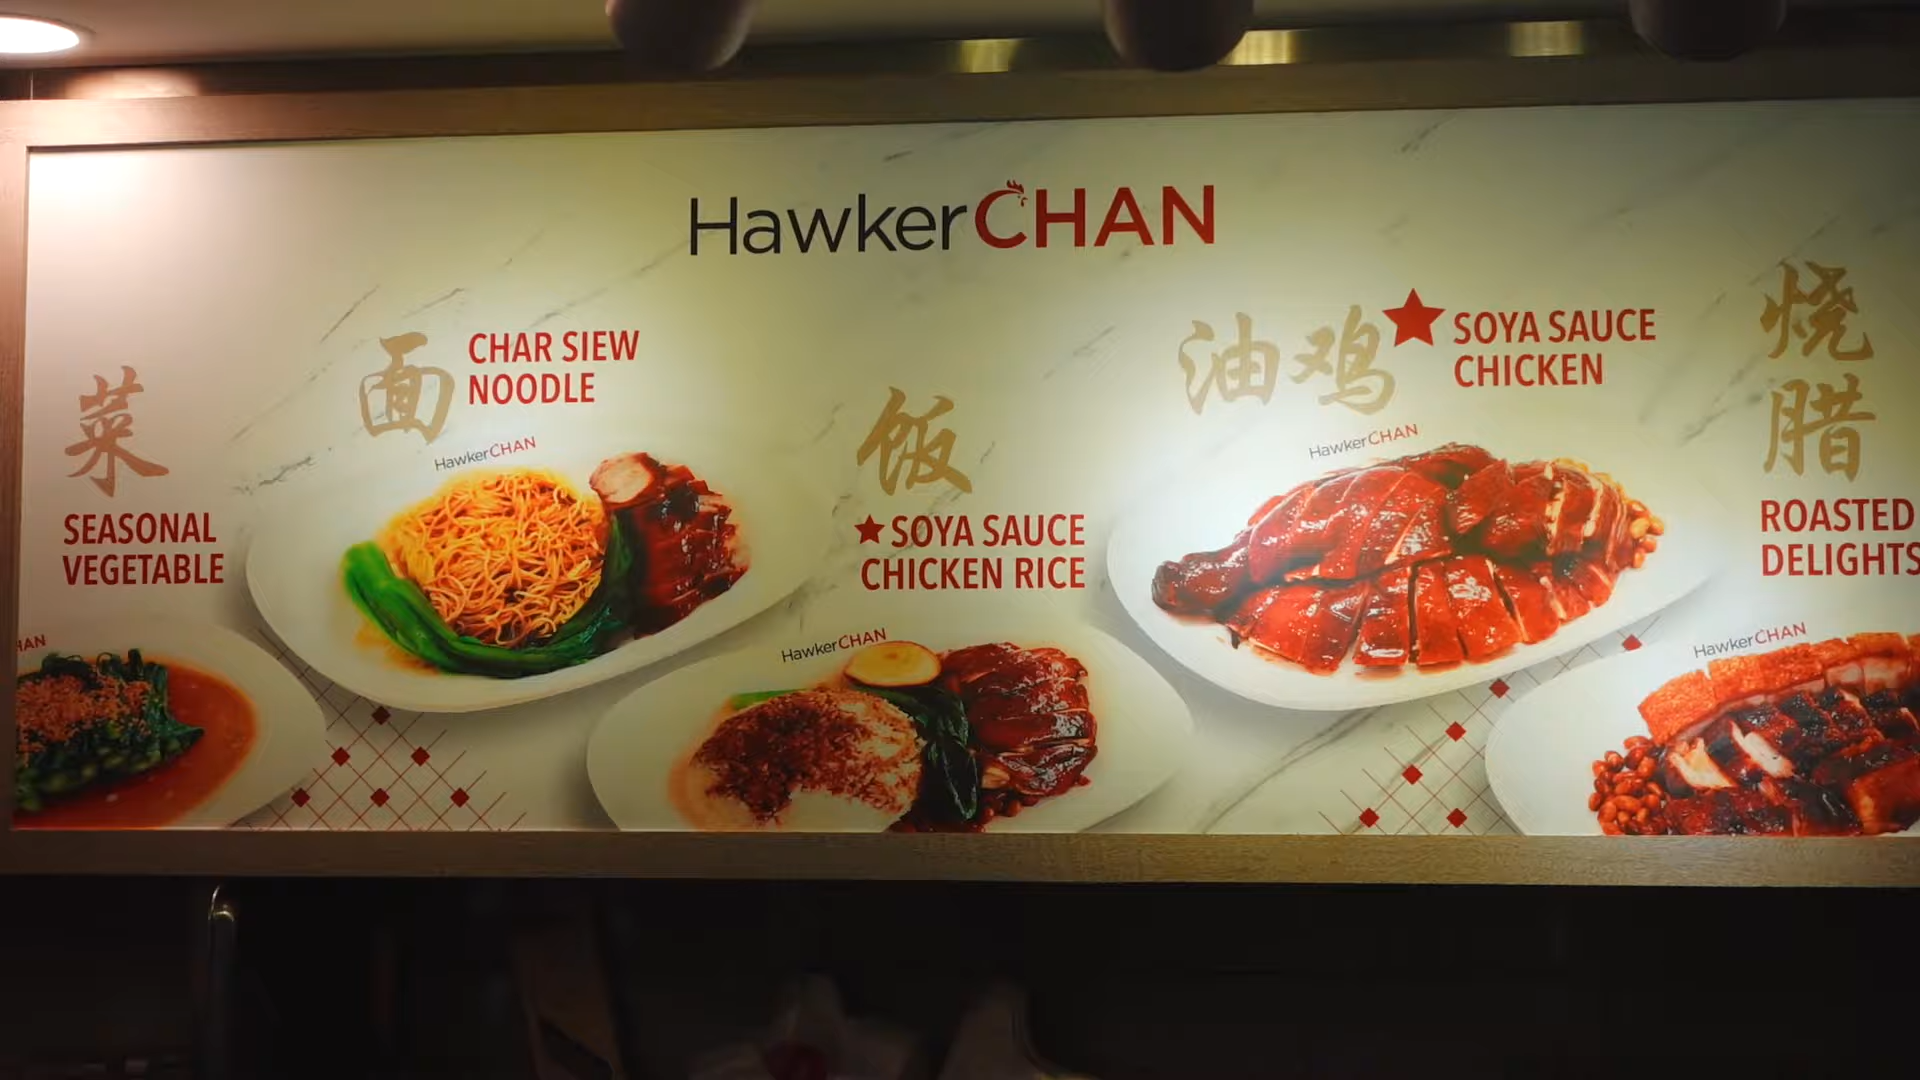 HawkerCHAN
菜
SEASONAL
VEGETABLE
面
CHAR SIEW
NOODLE
HawkerCHAN
饭
SOYA SAUCE
CHICKEN RICE
HawkerCHAN
油鸡
SOYA SAUCE
CHICKEN
HawkerCHAN
烧
腊
ROASTED
DELIGHTS
HawkerCHAN
HAN